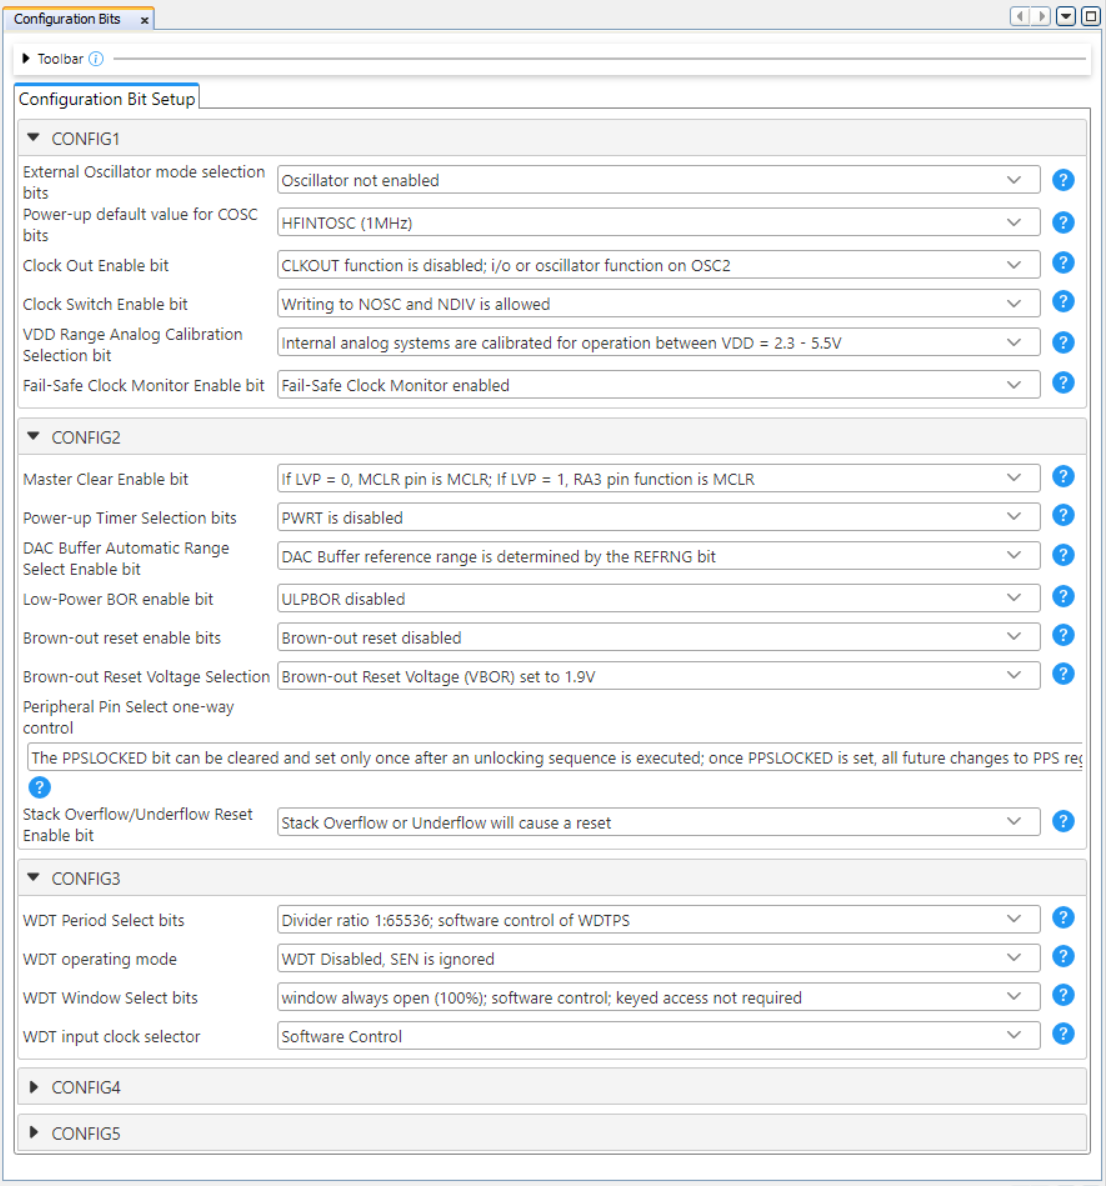 Configuration Bits x
Toolbar i
Configuration Bit Setup
CONFIG1
External Oscillator mode selection
bits
Oscillator not enabled
?
Power-up default value for COSC
bits
HFINTOSC (1MHz)
?
Clock Out Enable bit
CLKOUT function is disabled; i/o or oscillator function on OSC2
?
Clock Switch Enable bit
Writing to NOSC and NDIV is allowed
?
VDD Range Analog Calibration
Selection bit
Internal analog systems are calibrated for operation between VDD = 2.3 - 5.5V
?
Fail-Safe Clock Monitor Enable bit
Fail-Safe Clock Monitor enabled
?
CONFIG2
Master Clear Enable bit
If LVP = 0, MCLR pin is MCLR; If LVP = 1, RA3 pin function is MCLR
?
Power-up Timer Selection bits
PWRT is disabled
?
DAC Buffer Automatic Range
Select Enable bit
DAC Buffer reference range is determined by the REFRNG bit
?
Low-Power BOR enable bit
ULPBOR disabled
?
Brown-out reset enable bits
Brown-out reset disabled
?
Brown-out Reset Voltage Selection
Brown-out Reset Voltage (VBOR) set to 1.9V
?
Peripheral Pin Select one-way
control
The PPSLOCKED bit can be cleared and set only once after an unlocking sequence is executed; once PPSLOCKED is set, all future changes to PPS reg
?
Stack Overflow/Underflow Reset
Enable bit
Stack Overflow or Underflow will cause a reset
?
CONFIG3
WDT Period Select bits
Divider ratio 1:65536; software control of WDTPS
?
WDT operating mode
WDT Disabled, SEN is ignored
?
WDT Window Select bits
window always open (100%); software control; keyed access not required
?
WDT input clock selector
Software Control
?
CONFIG4
CONFIG5